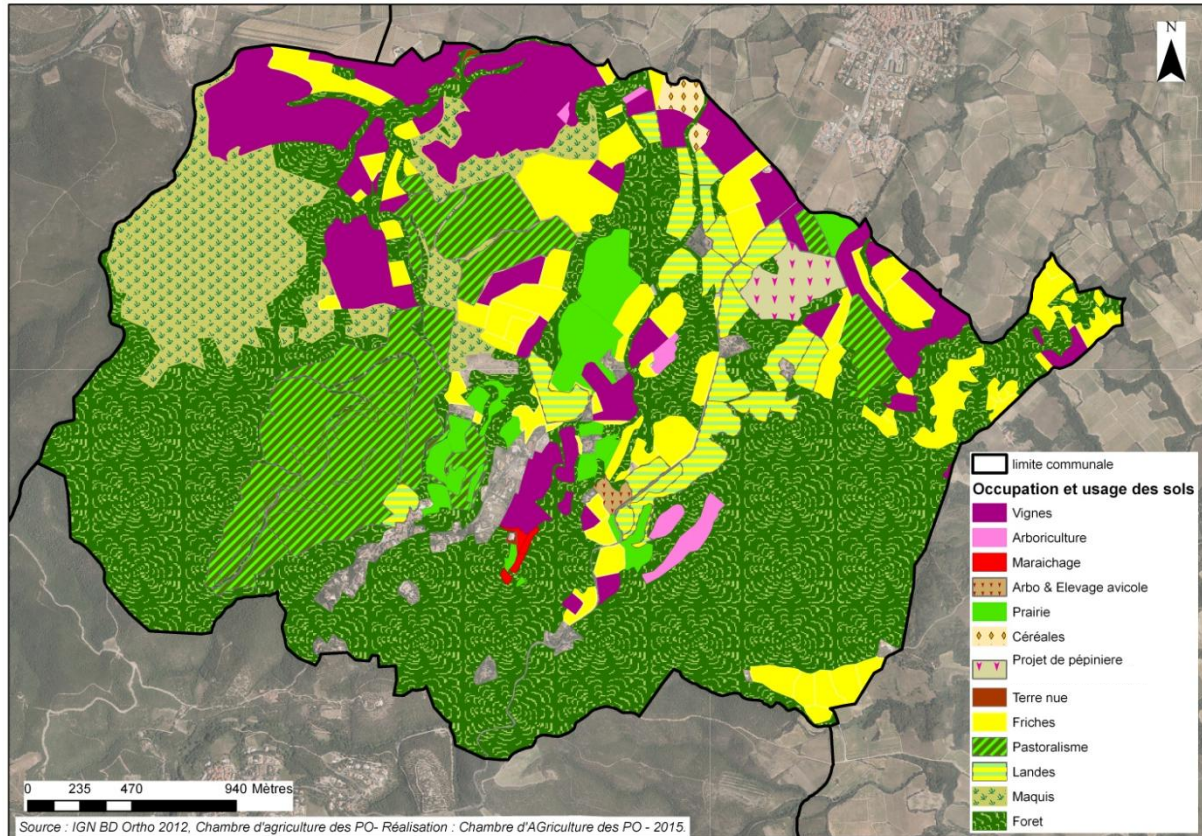 N
limite communale
Occupation et usage des sols
Vignes
Arboriculture
Maraichage
Arbo & Elevage avicole
Prairie
Céréales
Projet de pépiniere
Terre nue
Friches
Pastoralisme
Landes
Maquis
Foret
0 235 470 940 Mètres
Source : IGN BD Ortho 2012, Chambre d'agriculture des PO- Réalisation : Chambre d'AGriculture des PO - 2015.